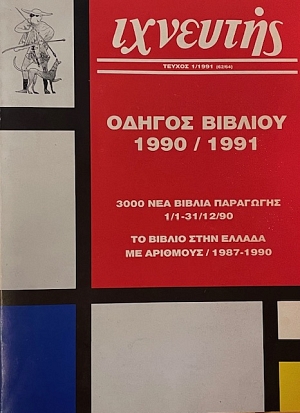 ιχνευτής
ΤΕΥΧΟΣ 1/1991 (62/64)
ΟΔΗΓΟΣ ΒΙΒΛΙΟΥ
1990 / 1991
3000 ΝΕΑ ΒΙΒΛΙΑ ΠΑΡΑΓΩΓΗΣ
1/1-31/12/90
ΤΟ ΒΙΒΛΙΟ ΣΤΗΝ ΕΛΛΑΔΑ
ΜΕ ΑΡΙΘΜΟΥΣ / 1987-1990